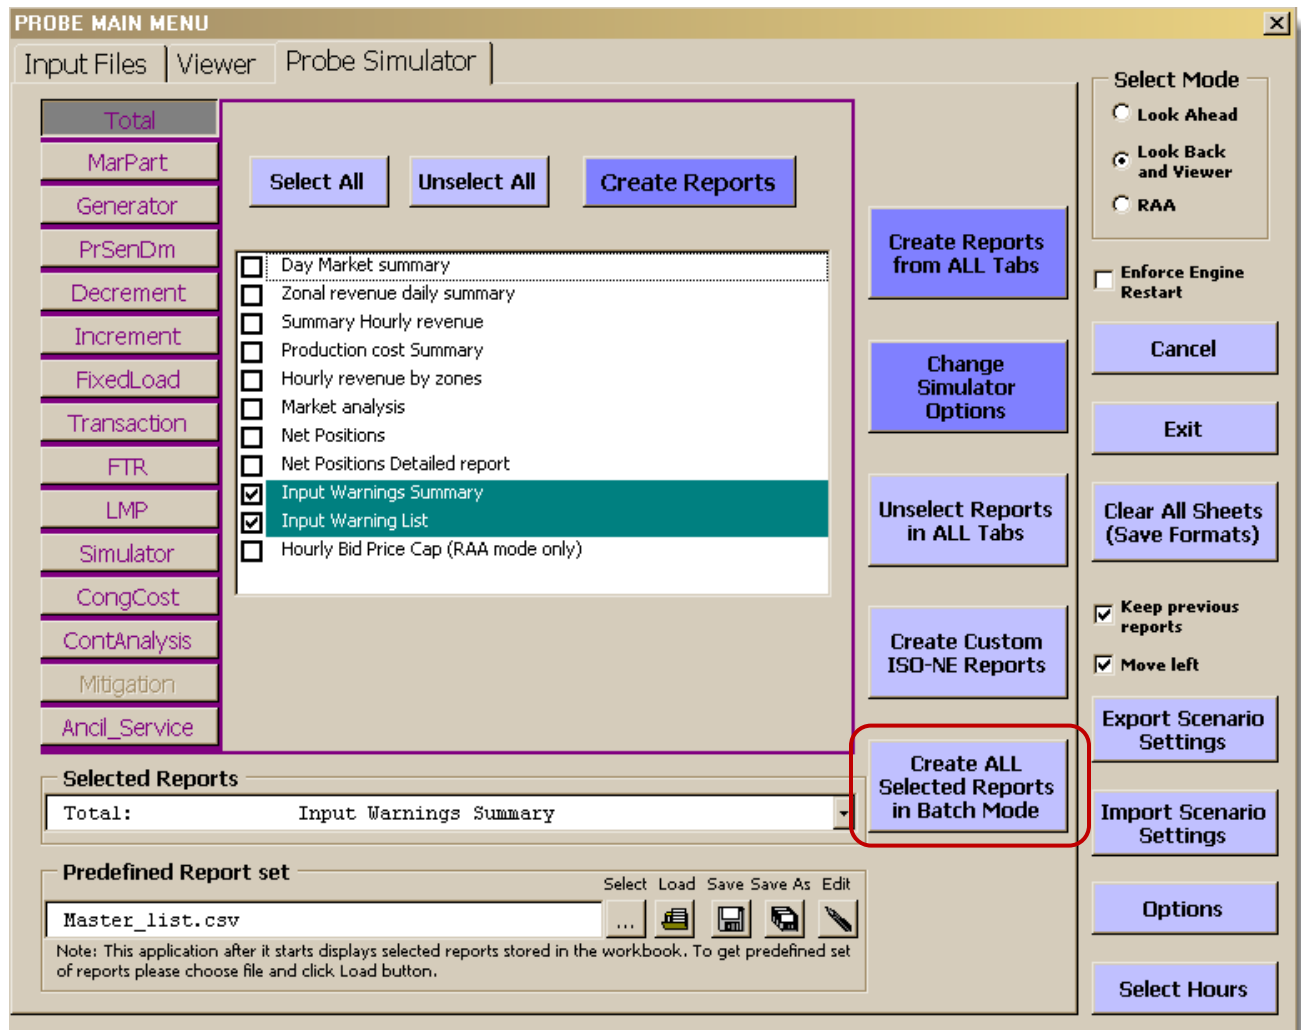 PROBE MAIN MENU
Input Files
Viewer
Probe Simulator
Total
MarPart
Generator
PrSenDm
Decrement
Increment
FixedLoad
Transaction
FTR
LMP
Simulator
CongCost
ContAnalysis
Mitigation
Ancil_Service
Select All
Unselect All
Create Reports
Day Market summary
Zonal revenue daily summary
Summary Hourly revenue
Production cost Summary
Hourly revenue by zones
Market analysis
Net Positions
Net Positions Detailed report
Input Warnings Summary
Input Warning List
Hourly Bid Price Cap (RAA mode only)
Create Reports
from ALL Tabs
Change
Simulator
Options
Unselect Reports
in ALL Tabs
Create Custom
ISO-NE Reports
Create ALL
Selected Reports
in Batch Mode
Selected Reports
Total: Input Warnings Summary
Predefined Report set
Select Load Save Save As Edit
Master_list.csv
...
Note: This application after it starts displays selected reports stored in the workbook. To get predefined set
of reports please choose file and click Load button.
Select Mode
Look Ahead
Look Back
and Viewer
RAA
Enforce Engine
Restart
Cancel
Exit
Clear All Sheets
(Save Formats)
Keep previous
reports
Move left
Export Scenario
Settings
Import Scenario
Settings
Options
Select Hours